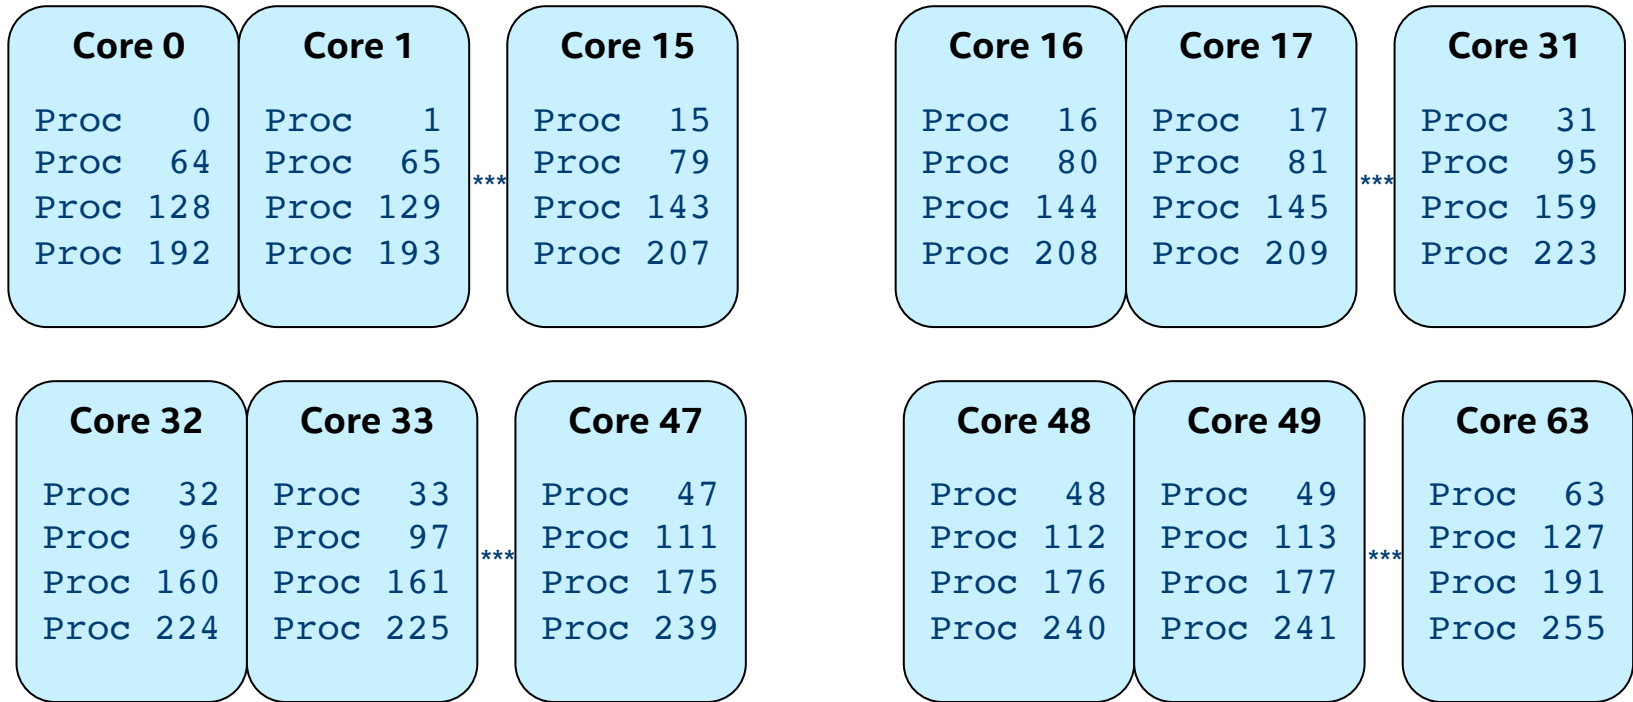 Core 0
Proc 0
Proc 64
Proc 128
Proc 192
Core 1
Proc 1
Proc 65
Proc 129
Proc 193
***
Core 15
Proc 15
Proc 79
Proc 143
Proc 207
Core 16
Proc 16
Proc 80
Proc 144
Proc 208
Core 17
Proc 17
Proc 81
Proc 145
Proc 209
***
Core 31
Proc 31
Proc 95
Proc 159
Proc 223
Core 32
Proc 32
Proc 96
Proc 160
Proc 224
Core 33
Proc 33
Proc 97
Proc 161
Proc 225
***
Core 47
Proc 47
Proc 111
Proc 175
Proc 239
Core 48
Proc 48
Proc 112
Proc 176
Proc 240
Core 49
Proc 49
Proc 113
Proc 177
Proc 241
***
Core 63
Proc 63
Proc 127
Proc 191
Proc 255